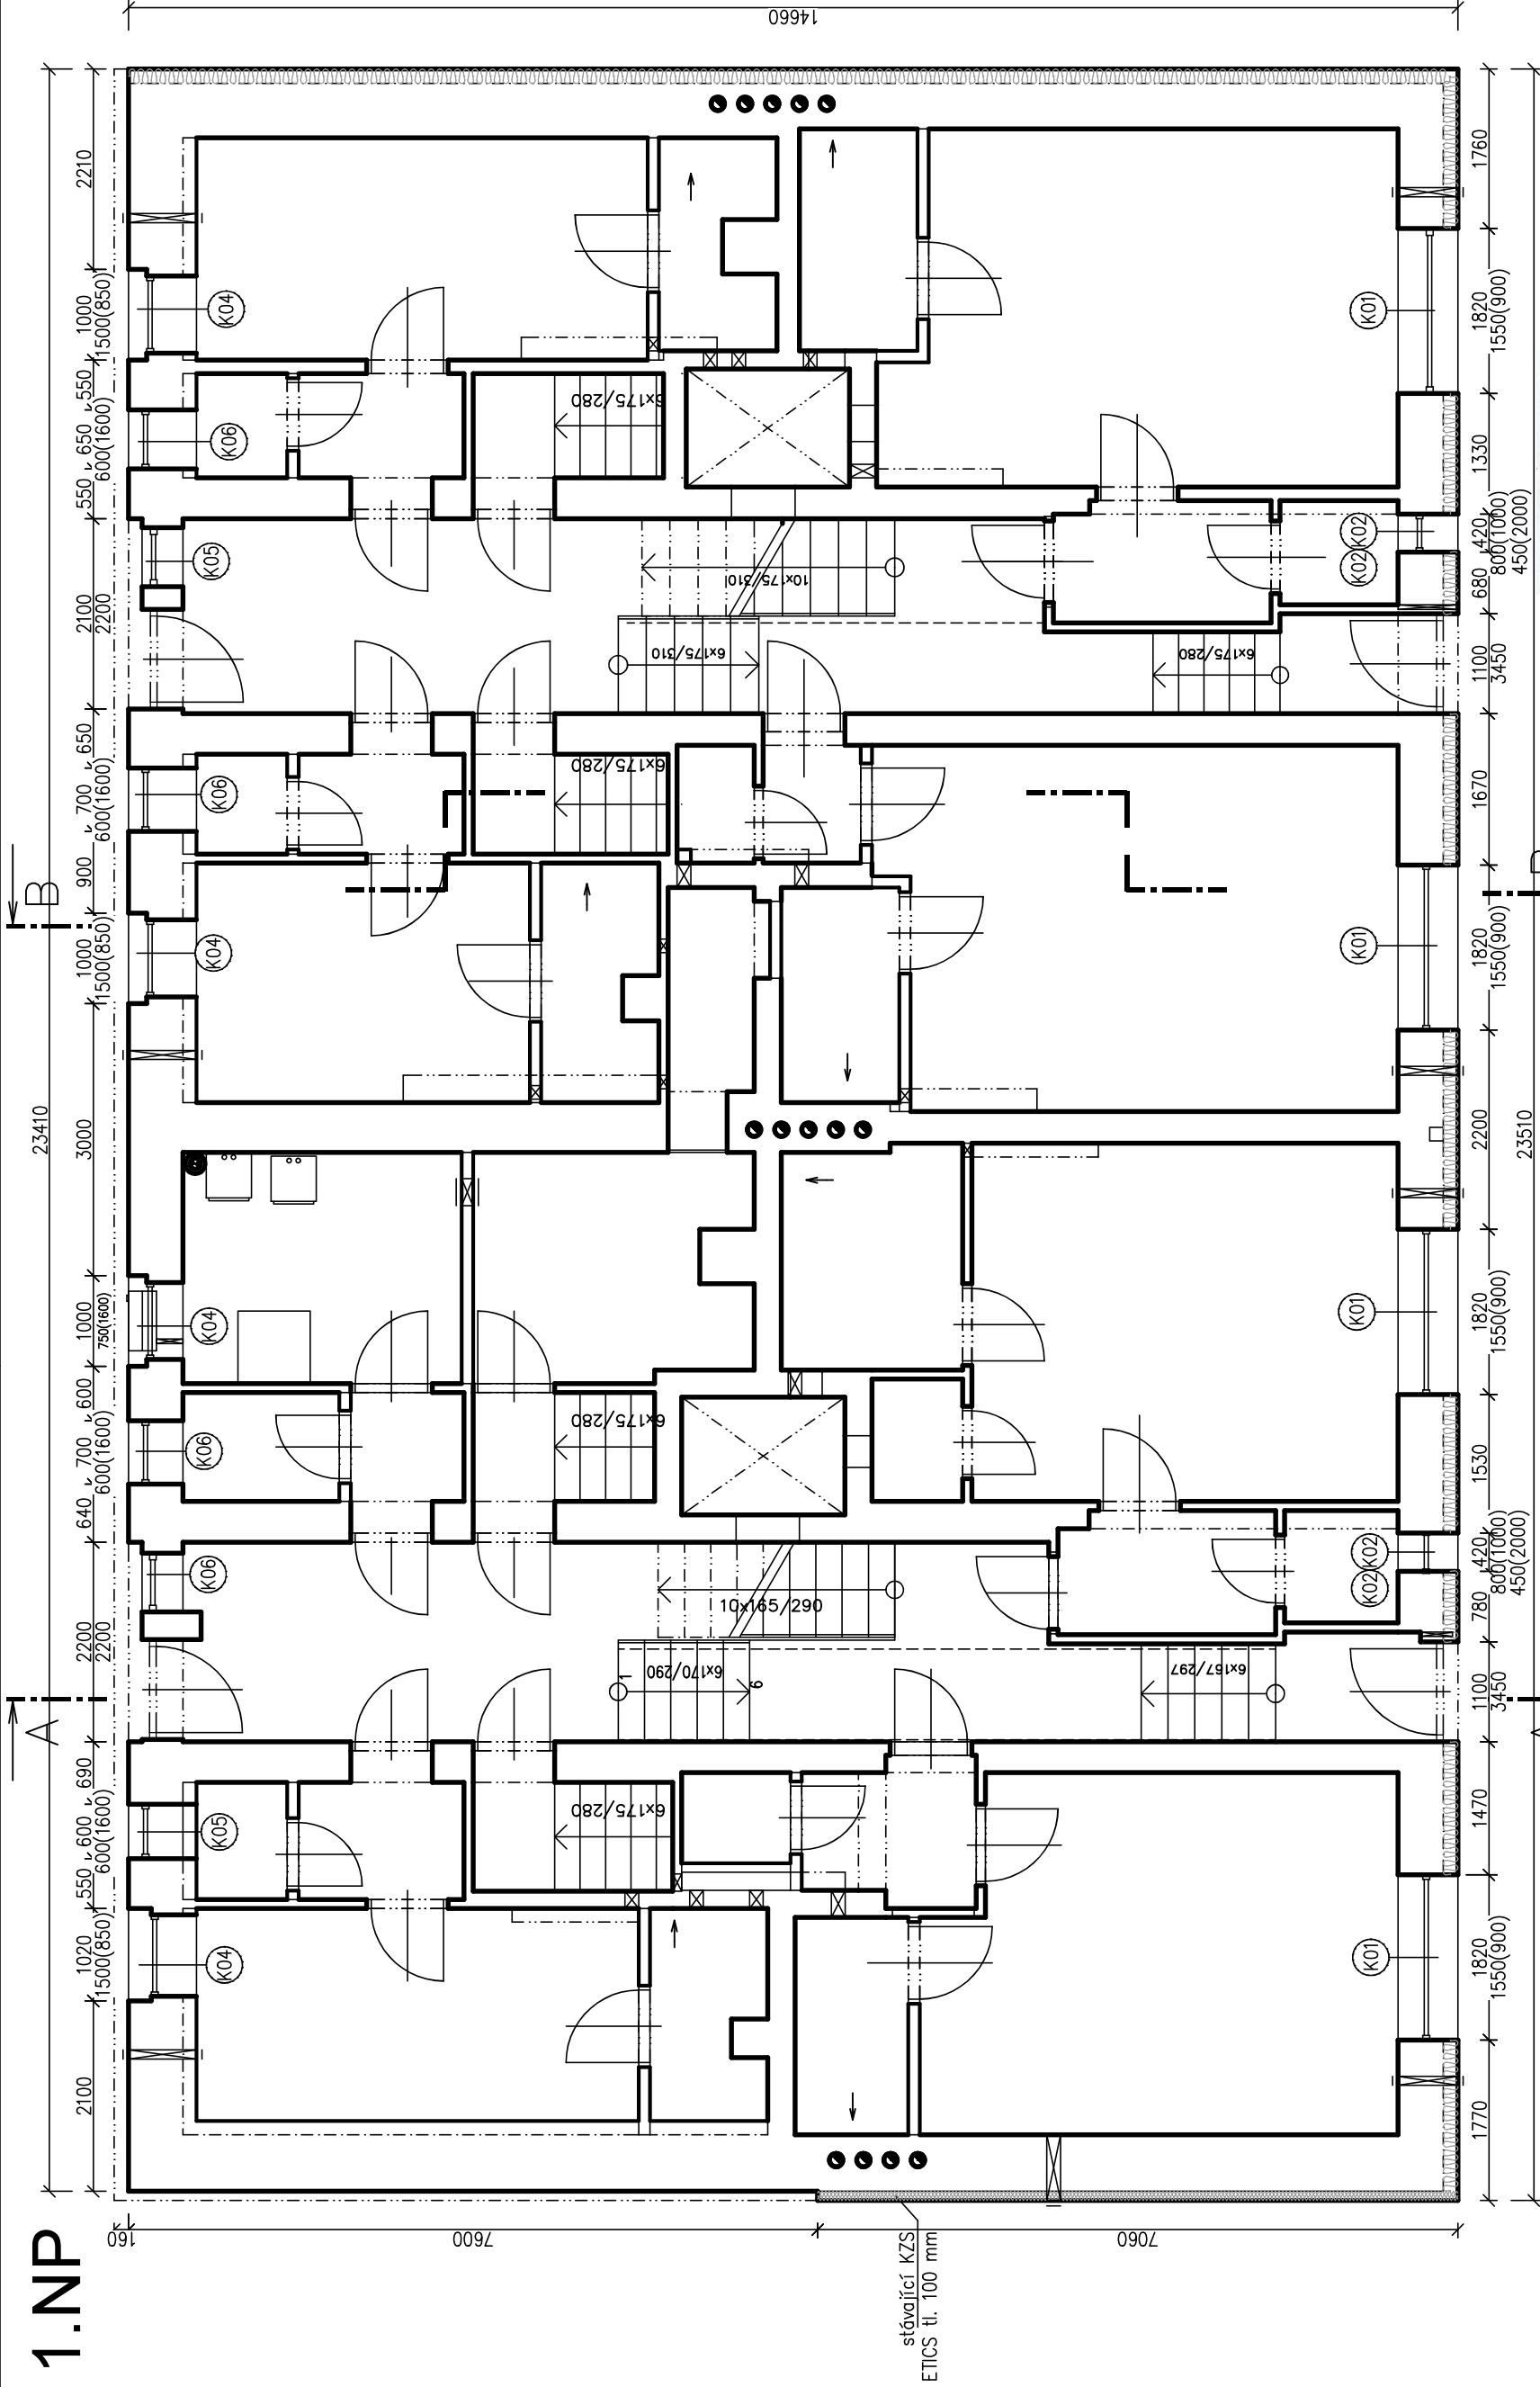 1.NP
A
B
23410
2100 1020 550 600 690 2200 640 700 600 1000 3000 1000 900 700 650 2100 550 650 550 1000 2210
1500(850) 600(1600) 2200 600(1600) 750(1600) 1500(850) 600(1600) 2200 600(1600) 1500(850)
160
K04 K05 K06 K06 K04 K04 K06 K05 K06 K04
7600
14660
6x175/280
6x175/280
6x175/280
6x175/280
6x170/290
1
6
10x165/290
6x175/310
10x175/310
stávající KZS
ETICS tl. 100 mm
7060
6x167/297
6x175/280
K01 K02 K02 K01 K01 K02 K02 K01
1770 1820 1470 1100 780 420 1530 1820 2200 1820 1670 1100 680 420 1330 1820 1760
1550(900) 3450 800(1000) 1550(900) 1550(900) 3450 800(1000) 1550(900)
450(2000) 450(2000)
23510